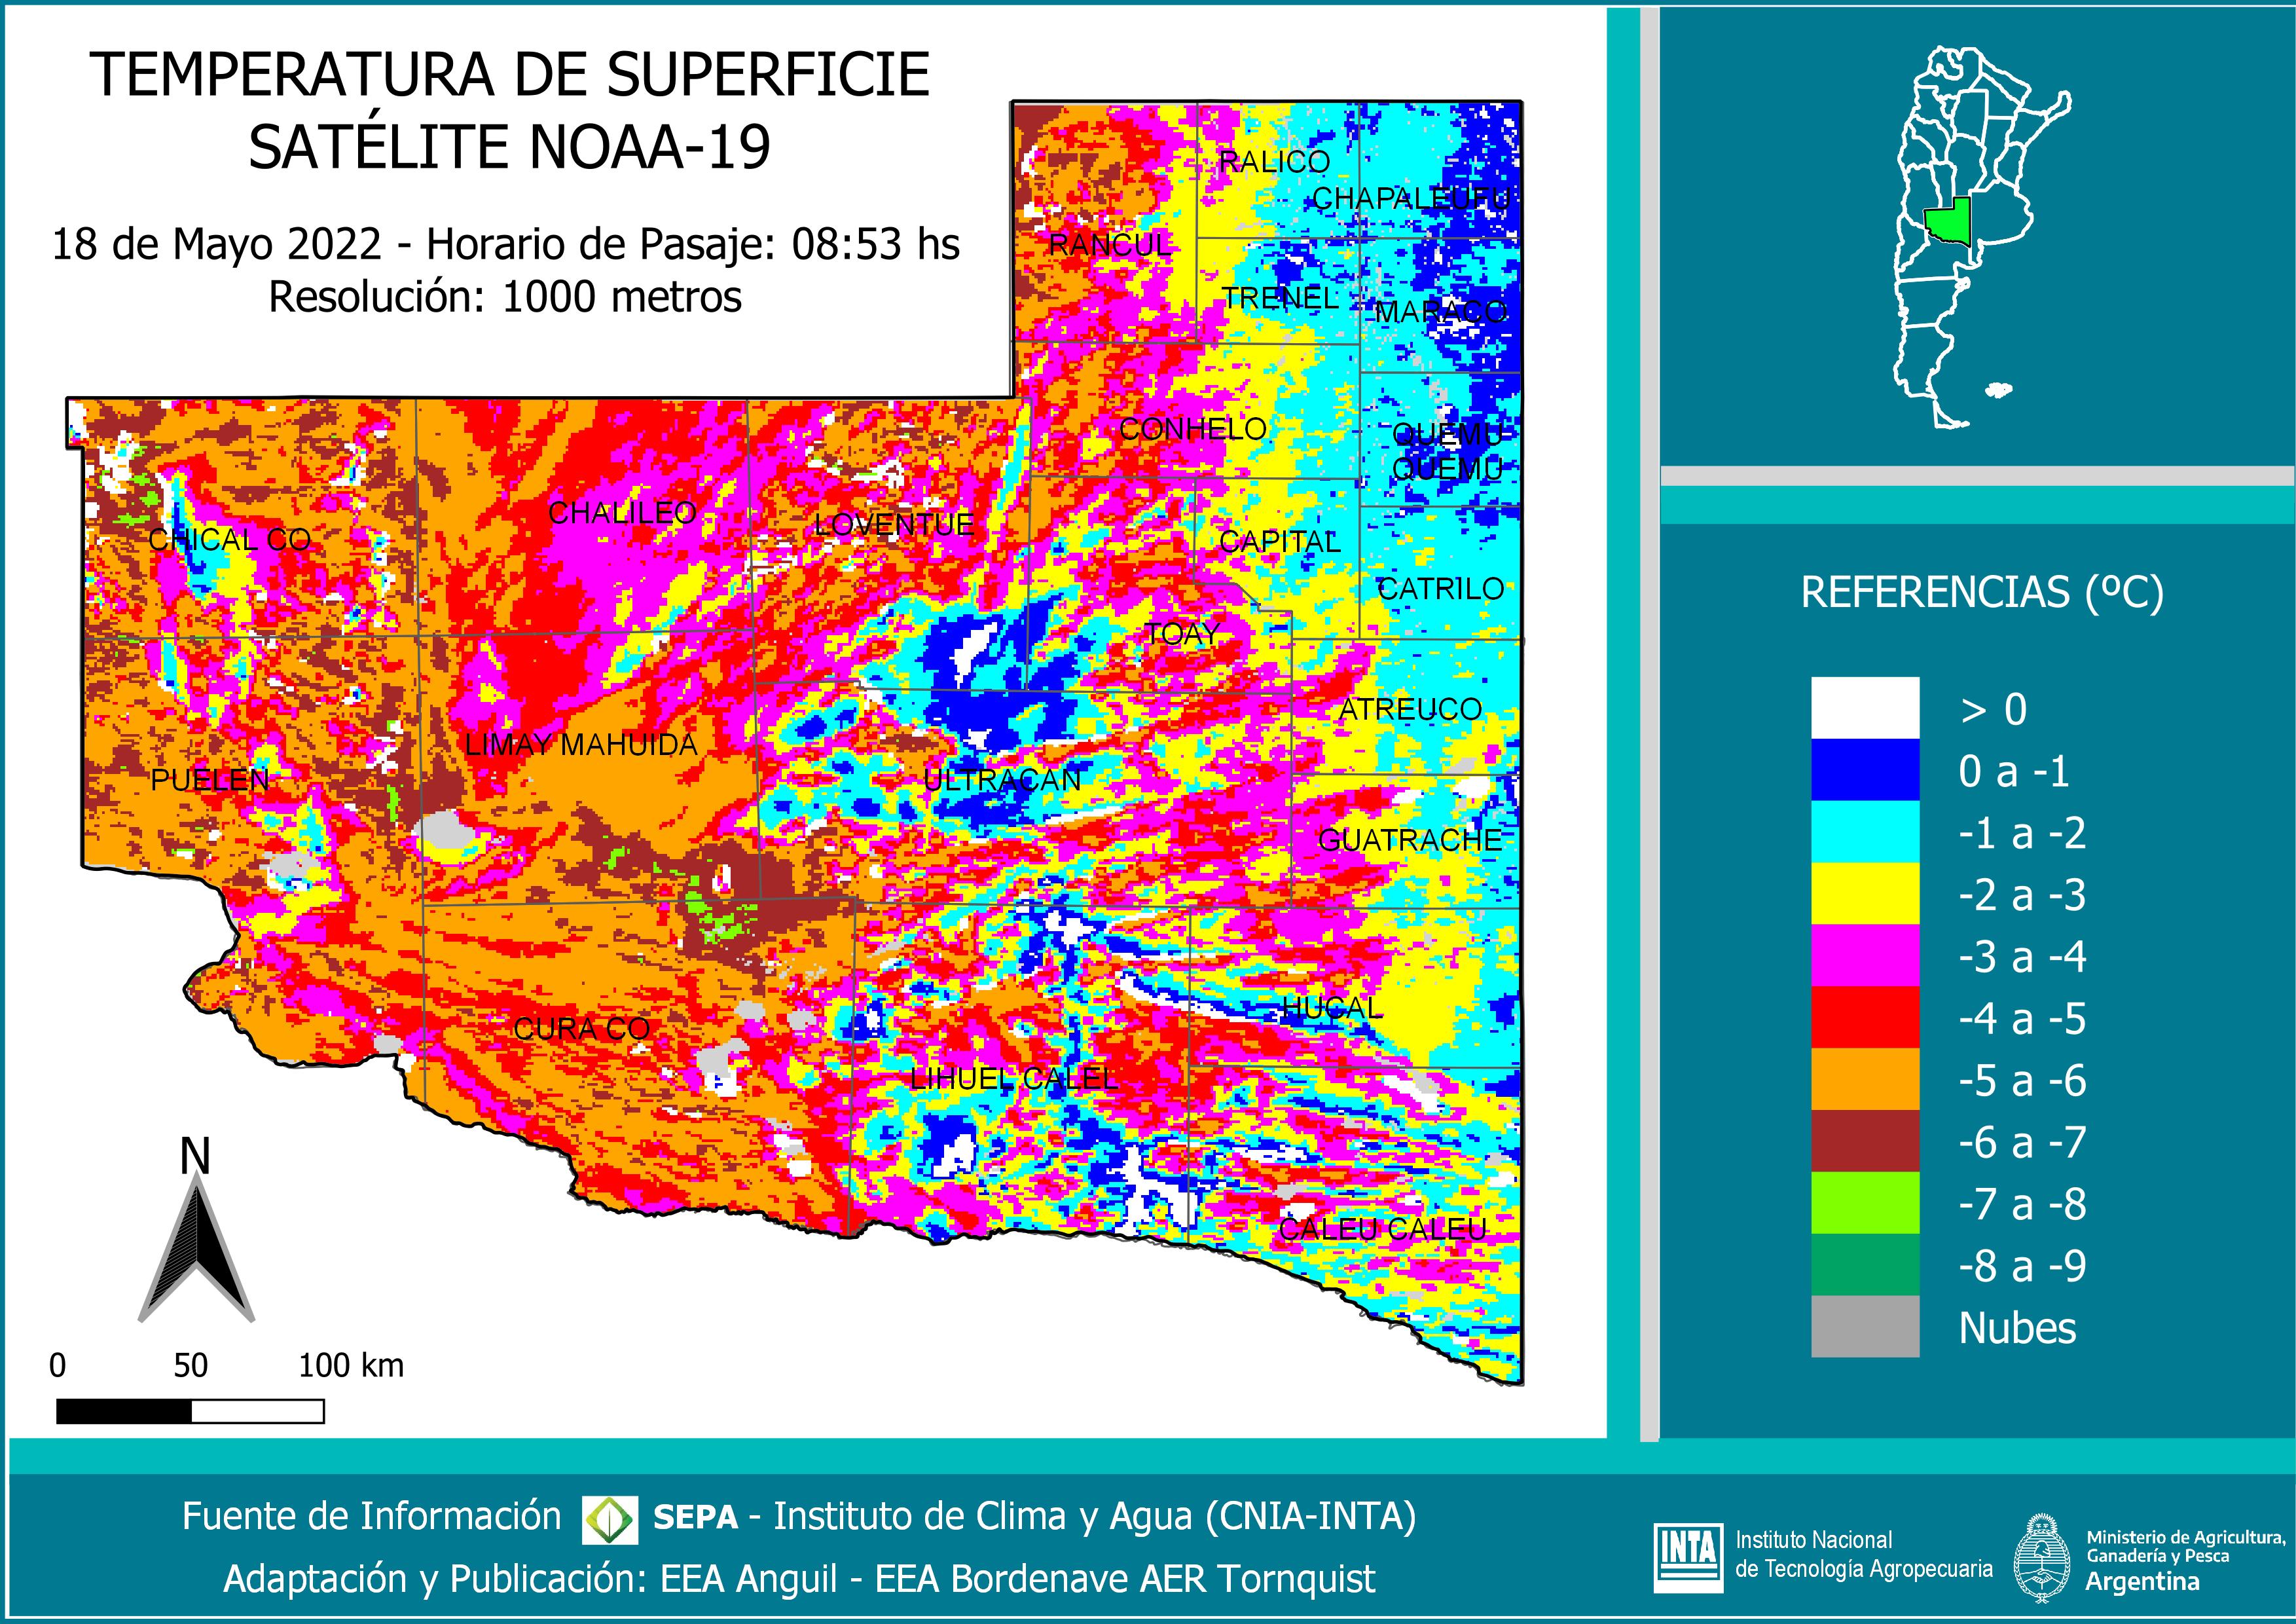 TEMPERATURA DE SUPERFICIE
SATÉLITE NOAA-19
18 de Mayo 2022 - Horario de Pasaje: 08:53 hs
Resolución: 1000 metros
RALICO
CHAPALEUFU
RANCUL
TRENEL
MARACO
CONHELO
QUEMU
QUEMU
CHALILEO
LOVENTUE
CHICAL CO
CAPITAL
CATRILO
TOAY
ATREUCO
LIMAY MAHUIDA
PUELEN
ULTRACAN
GUATRACHE
HUCAL
CURA CO
LIHUEL CALEL
CALEU CALEU
N
0 50 100 km
REFERENCIAS (ºC)
> 0
0 a -1
-1 a -2
-2 a -3
-3 a -4
-4 a -5
-5 a -6
-6 a -7
-7 a -8
-8 a -9
Nubes
Fuente de Información SEPA - Instituto de Clima y Agua (CNIA-INTA)
Adaptación y Publicación: EEA Anguil - EEA Bordenave AER Tornquist
INTA
Instituto Nacional
de Tecnología Agropecuaria
Ministerio de Agricultura,
Ganadería y Pesca
Argentina